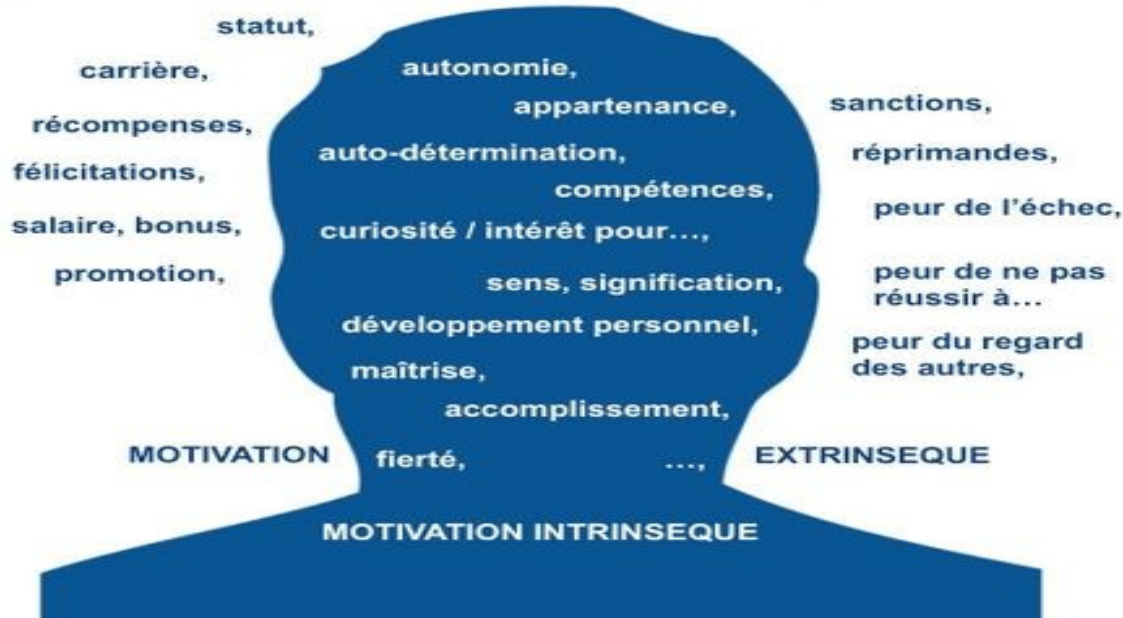 statut,
carrière,
récompenses,
félicitations,
salaire, bonus,
promotion,
autonomie,
appartenance,
auto-détermination,
compétences,
curiosité / intérêt pour...,
sens, signification,
développement personnel,
maîtrise,
accomplissement,
fierté,
...,
sanctions,
réprimandes,
peur de l'échec,
peur de ne pas
réussir à...
peur du regard
des autres,
MOTIVATION EXTRINSEQUE
MOTIVATION INTRINSEQUE